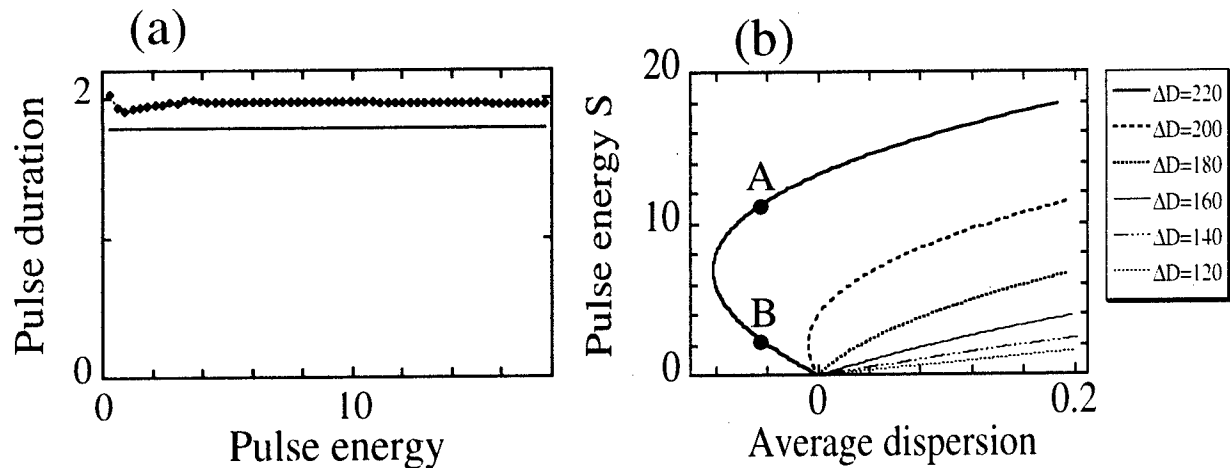 (a)
Pulse duration
2
1
0
0
10
Pulse energy
(b)
Pulse energy S
20
10
0
0
0.2
A
B
Average dispersion
ΔD=220
ΔD=200
ΔD=180
ΔD=160
ΔD=140
ΔD=120